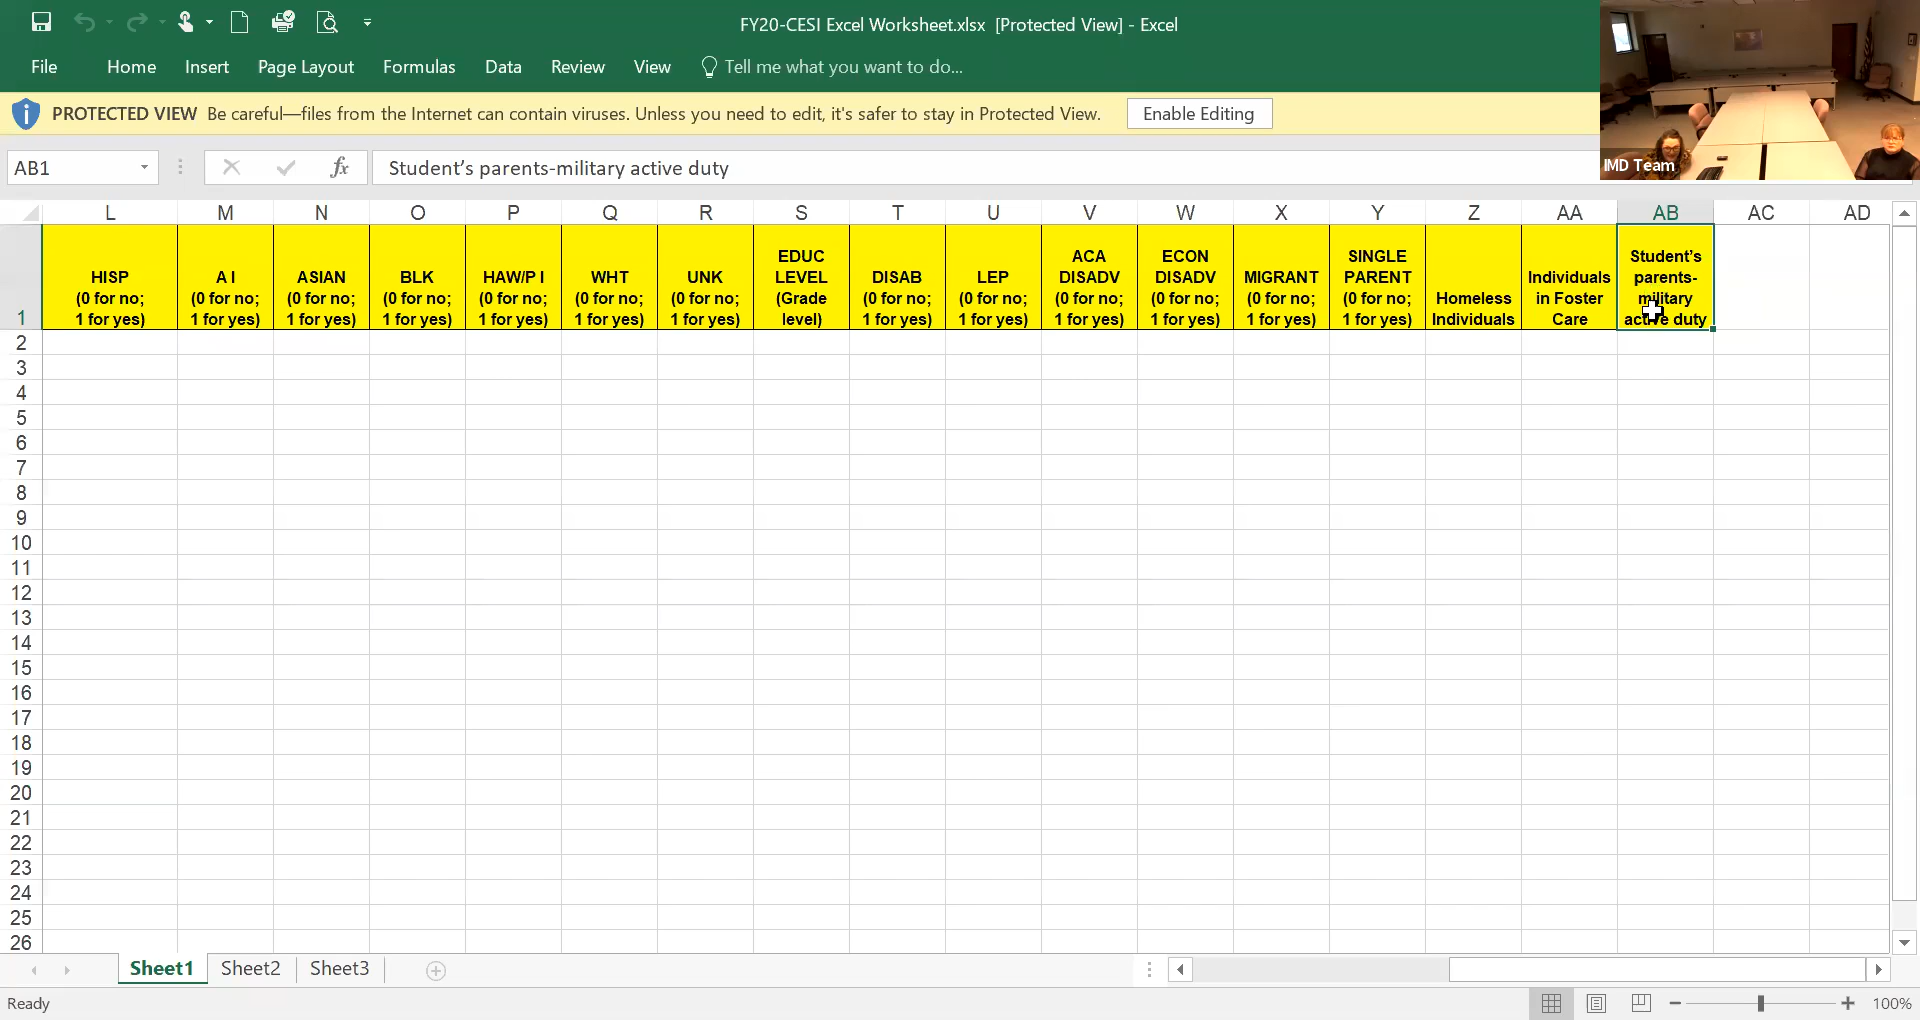 FY20-CESI Excel Worksheet.xlsx [Protected View] - Excel
File Home Insert Page Layout Formulas Data Review View Tell me what you want to do...
PROTECTED VIEW Be careful—files from the Internet can contain viruses. Unless you need to edit, it's safer to stay in Protected View. Enable Editing
IMD Team
AB1 fx Student’s parents-military active duty
L M N O P Q R S T U V W X Y Z AA AB AC AD
1
HISP
(0 for no;
1 for yes)
A I
(0 for no;
1 for yes)
ASIAN
(0 for no;
1 for yes)
BLK
(0 for no;
1 for yes)
HAW/P I
(0 for no;
1 for yes)
WHT
(0 for no;
1 for yes)
UNK
(0 for no;
1 for yes)
EDUC
LEVEL
(Grade
level)
DISAB
(0 for no;
1 for yes)
LEP
(0 for no;
1 for yes)
ACA
DISADV
(0 for no;
1 for yes)
ECON
DISADV
(0 for no;
1 for yes)
MIGRANT
(0 for no;
1 for yes)
SINGLE
PARENT
(0 for no;
1 for yes)
Homeless
Individuals
Individuals
in Foster
Care
Student’s
parents-
military
active duty
2
3
4
5
6
7
8
9
10
11
12
13
14
15
16
17
18
19
20
21
22
23
24
25
26
Sheet1 Sheet2 Sheet3
Ready 100%